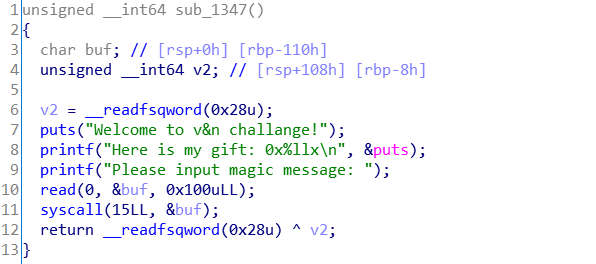 1 unsigned __int64 sub_1347()
2 {
3 char buf; // [rsp+0h] [rbp-110h]
4 unsigned __int64 v2; // [rsp+108h] [rbp-8h]
5
6 v2 = __readfsqword(0x28u);
7 puts("Welcome to v&n challange!");
8 printf("Here is my gift: 0x%llx\n", &puts);
9 printf("Please input magic message: ");
10 read(0, &buf, 0x100uLL);
11 syscall(15LL, &buf);
12 return __readfsqword(0x28u) ^ v2;
13 }